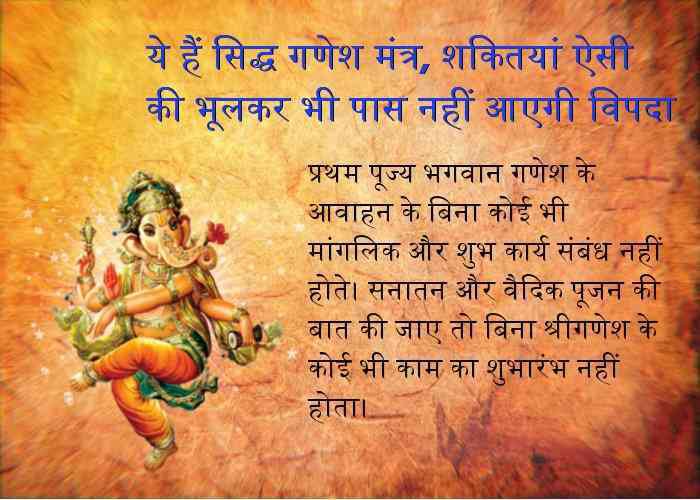 ये हैं सिद्ध गणेश मंत्र, शकितयां ऐसी
की भूलकर भी पास नहीं आएगी विपदा
प्रथम पूज्य भगवान गणेश के
आवाहन के बिना कोई भी
मांगलिक और शुभ कार्य संबंध नहीं
होते। सनातन और वैदिक पूजन की
बात की जाए तो बिना श्रीगणेश के
कोई भी काम का शुभारंभ नहीं
होता।